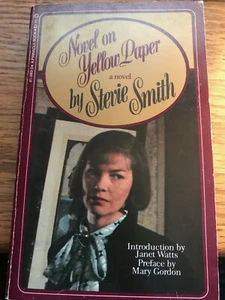 Novel on
Yellow Paper
a novel
by Stevie Smith
Introduction by
Janet Watts
Preface by
Mary Gordon